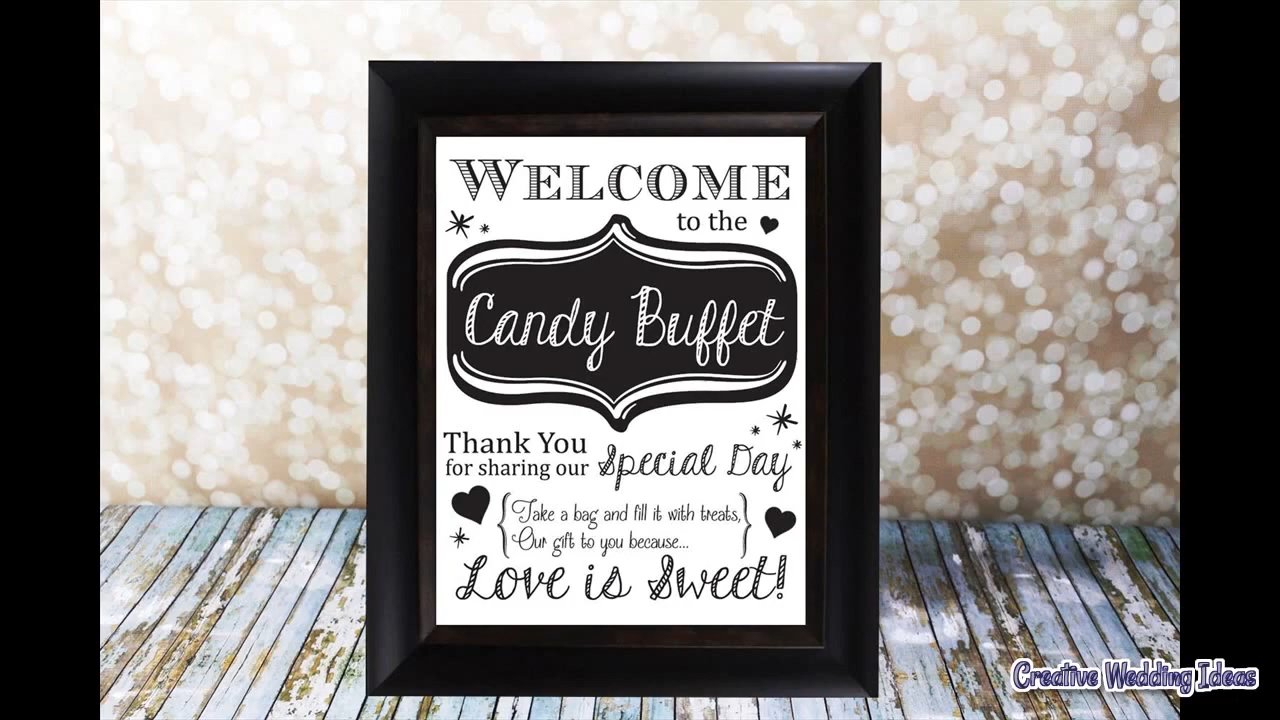 WELCOME
to the
Candy Buffet
Thank You
for sharing our Special Day
{Take a bag and fill it with treats,
Our gift to you because...}
Love is Sweet!
Creative Wedding Ideas